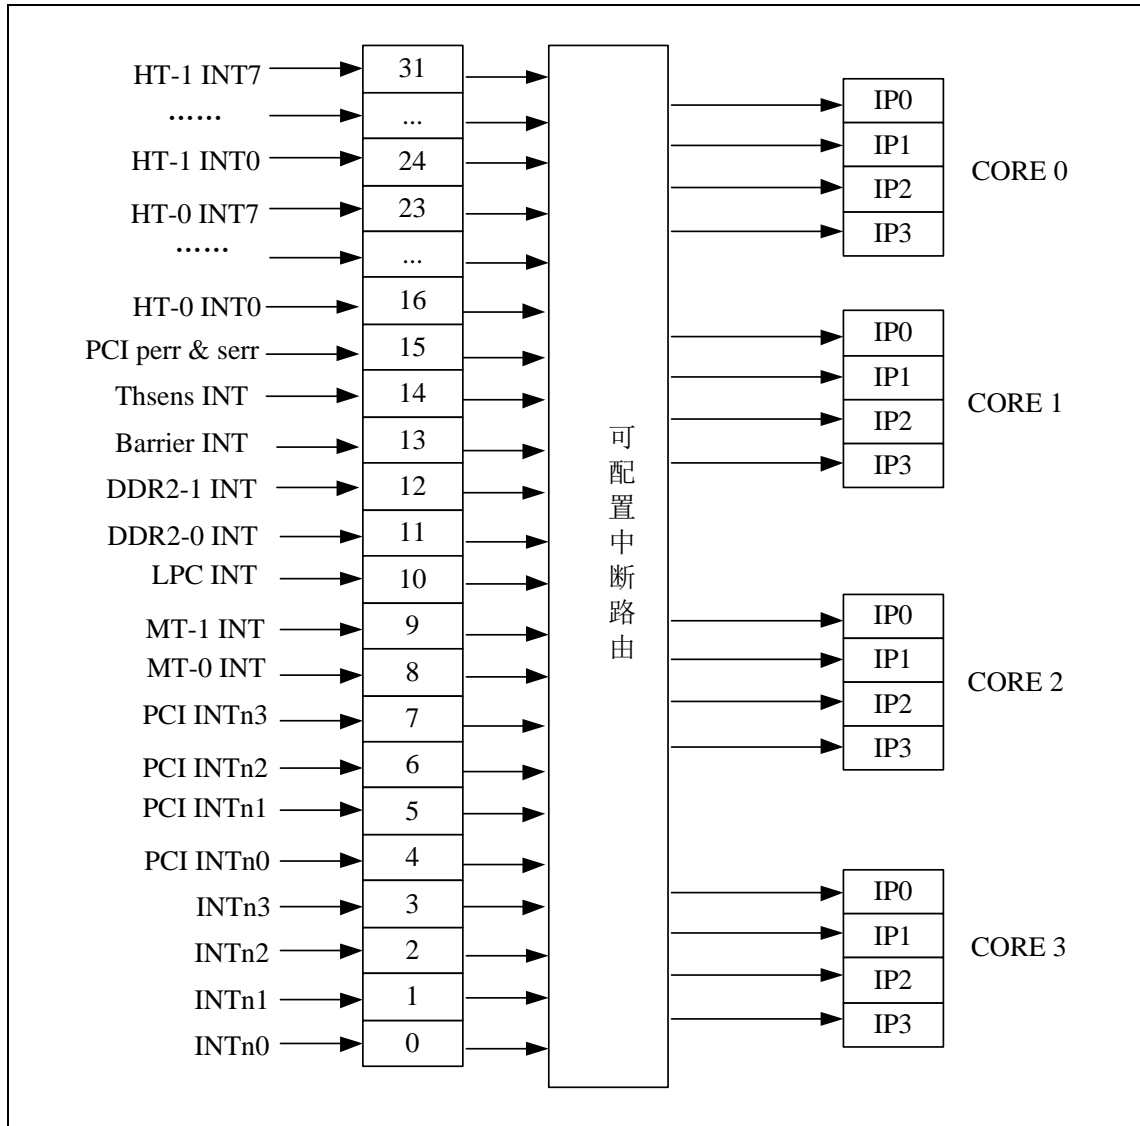 HT-1 INT7 31
...... ...
HT-1 INT0 24
HT-0 INT7 23
...... ...
HT-0 INT0 16
PCI perr & serr 15
Thsens INT 14
Barrier INT 13
DDR2-1 INT 12
DDR2-0 INT 11
LPC INT 10
MT-1 INT 9
MT-0 INT 8
PCI INTn3 7
PCI INTn2 6
PCI INTn1 5
PCI INTn0 4
INTn3 3
INTn2 2
INTn1 1
INTn0 0
可配置中断路由
IP0
IP1
IP2
IP3
CORE 0
IP0
IP1
IP2
IP3
CORE 1
IP0
IP1
IP2
IP3
CORE 2
IP0
IP1
IP2
IP3
CORE 3